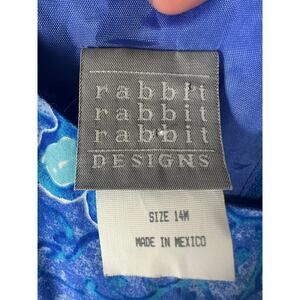 rabbit
rabbit
rabbit
DESIGNS
SIZE 14M
MADE IN MEXICO